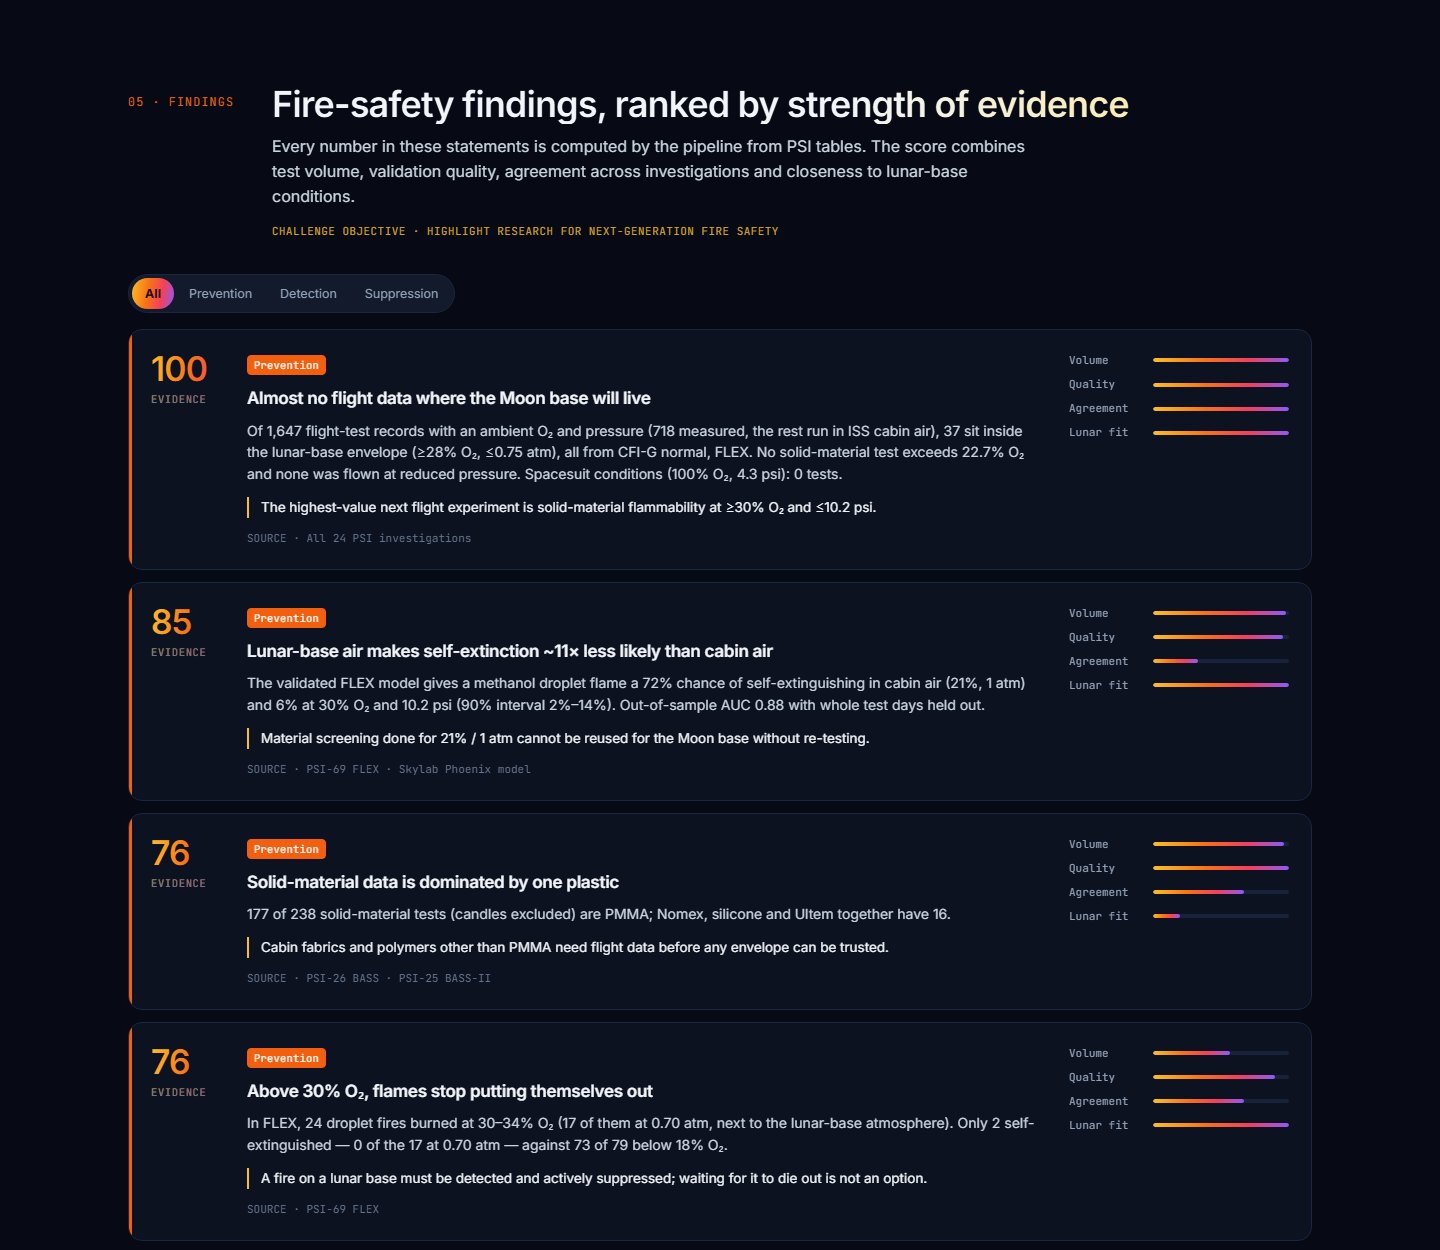 05 · FINDINGS
Fire-safety findings, ranked by strength of evidence
Every number in these statements is computed by the pipeline from PSI tables. The score combines
test volume, validation quality, agreement across investigations and closeness to lunar-base
conditions.
CHALLENGE OBJECTIVE · HIGHLIGHT RESEARCH FOR NEXT-GENERATION FIRE SAFETY
All
Prevention
Detection
Suppression
100
EVIDENCE
Prevention
Almost no flight data where the Moon base will live
Of 1,647 flight-test records with an ambient O₂ and pressure (718 measured, the rest run in ISS cabin air), 37 sit inside
the lunar-base envelope (≥28% O₂, ≤0.75 atm), all from CFI-G normal, FLEX. No solid-material test exceeds 22.7% O₂
and none was flown at reduced pressure. Spacesuit conditions (100% O₂, 4.3 psi): 0 tests.
The highest-value next flight experiment is solid-material flammability at ≥30% O₂ and ≤10.2 psi.
SOURCE · All 24 PSI investigations
Volume
Quality
Agreement
Lunar fit
85
EVIDENCE
Prevention
Lunar-base air makes self-extinction ~11× less likely than cabin air
The validated FLEX model gives a methanol droplet flame a 72% chance of self-extinguishing in cabin air (21%, 1 atm)
and 6% at 30% O₂ and 10.2 psi (90% interval 2%–14%). Out-of-sample AUC 0.88 with whole test days held out.
Material screening done for 21% / 1 atm cannot be reused for the Moon base without re-testing.
SOURCE · PSI-69 FLEX · Skylab Phoenix model
Volume
Quality
Agreement
Lunar fit
76
EVIDENCE
Prevention
Solid-material data is dominated by one plastic
177 of 238 solid-material tests (candles excluded) are PMMA; Nomex, silicone and Ultem together have 16.
Cabin fabrics and polymers other than PMMA need flight data before any envelope can be trusted.
SOURCE · PSI-26 BASS · PSI-25 BASS-II
Volume
Quality
Agreement
Lunar fit
76
EVIDENCE
Prevention
Above 30% O₂, flames stop putting themselves out
In FLEX, 24 droplet fires burned at 30–34% O₂ (17 of them at 0.70 atm, next to the lunar-base atmosphere). Only 2 self-
extinguished — 0 of the 17 at 0.70 atm — against 73 of 79 below 18% O₂.
A fire on a lunar base must be detected and actively suppressed; waiting for it to die out is not an option.
SOURCE · PSI-69 FLEX
Volume
Quality
Agreement
Lunar fit